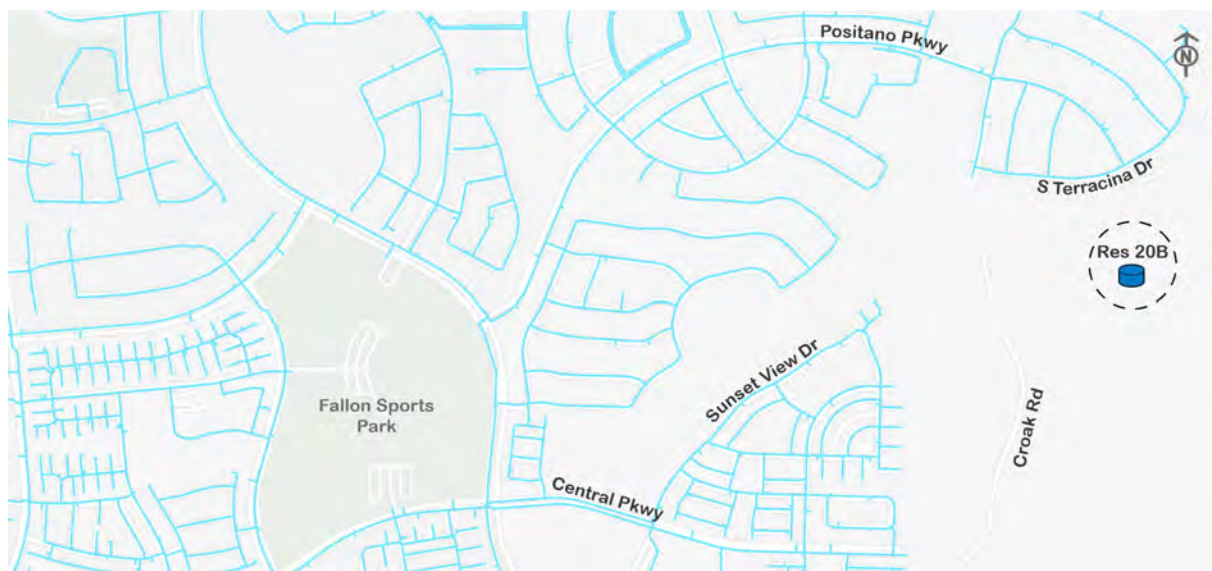 Positano Pkwy
N
S Terracina Dr
Res 20B
Sunset View Dr
Fallon Sports
Park
Croak Rd
Central Pkwy